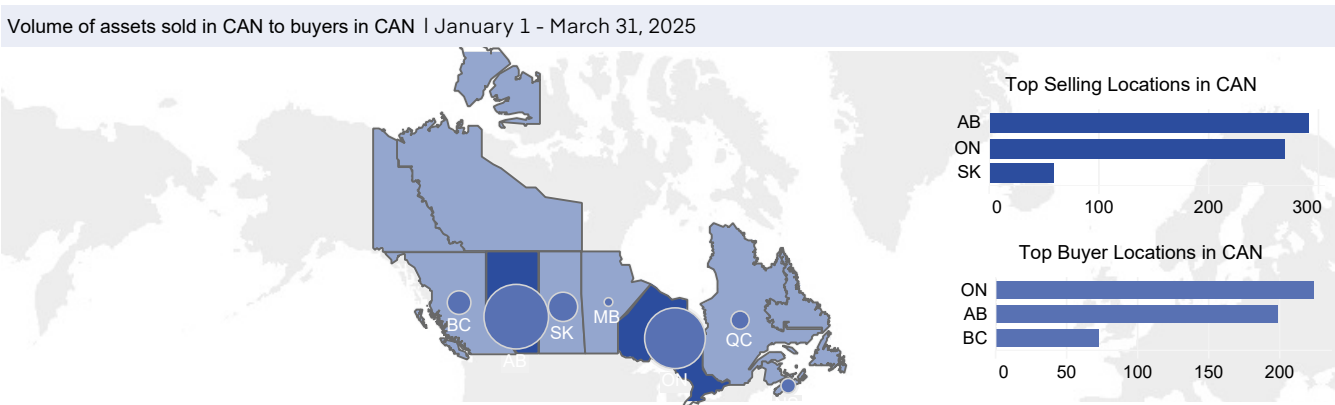 Volume of assets sold in CAN to buyers in CAN | January 1 - March 31, 2025
Top Selling Locations in CAN
AB
ON
SK
0 100 200 300
Top Buyer Locations in CAN
ON
AB
BC
0 50 100 150 200
BC
AB
SK
MB
ON
QC